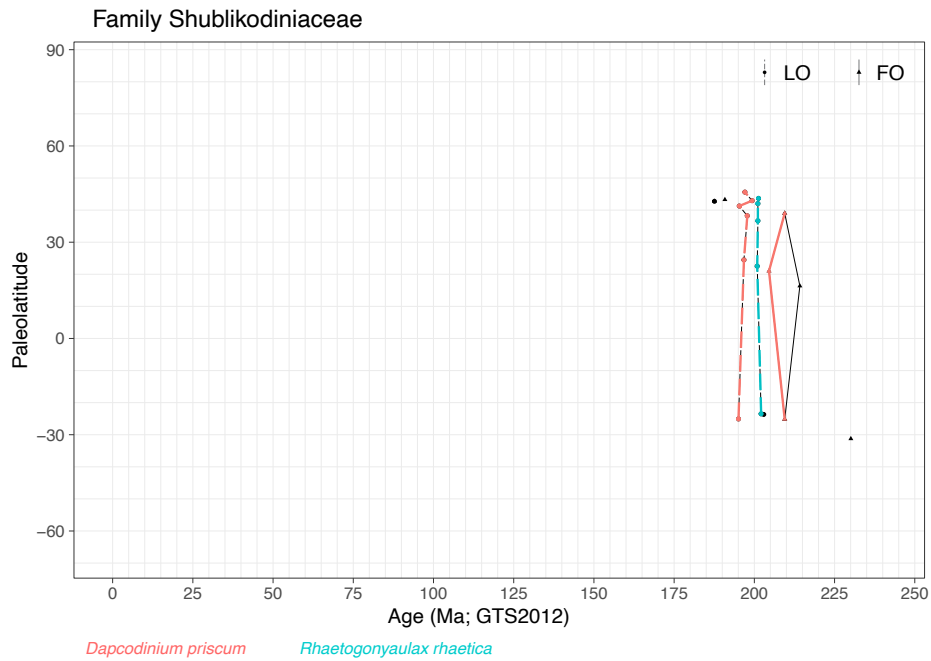 Family Shublikodiniaceae
LO FO
90
60
30
0
−30
−60
Paleolatitude
0 25 50 75 100 125 150 175 200 225 250
Age (Ma; GTS2012)
Dapcodinium priscum Rhaetogonyaulax rhaetica